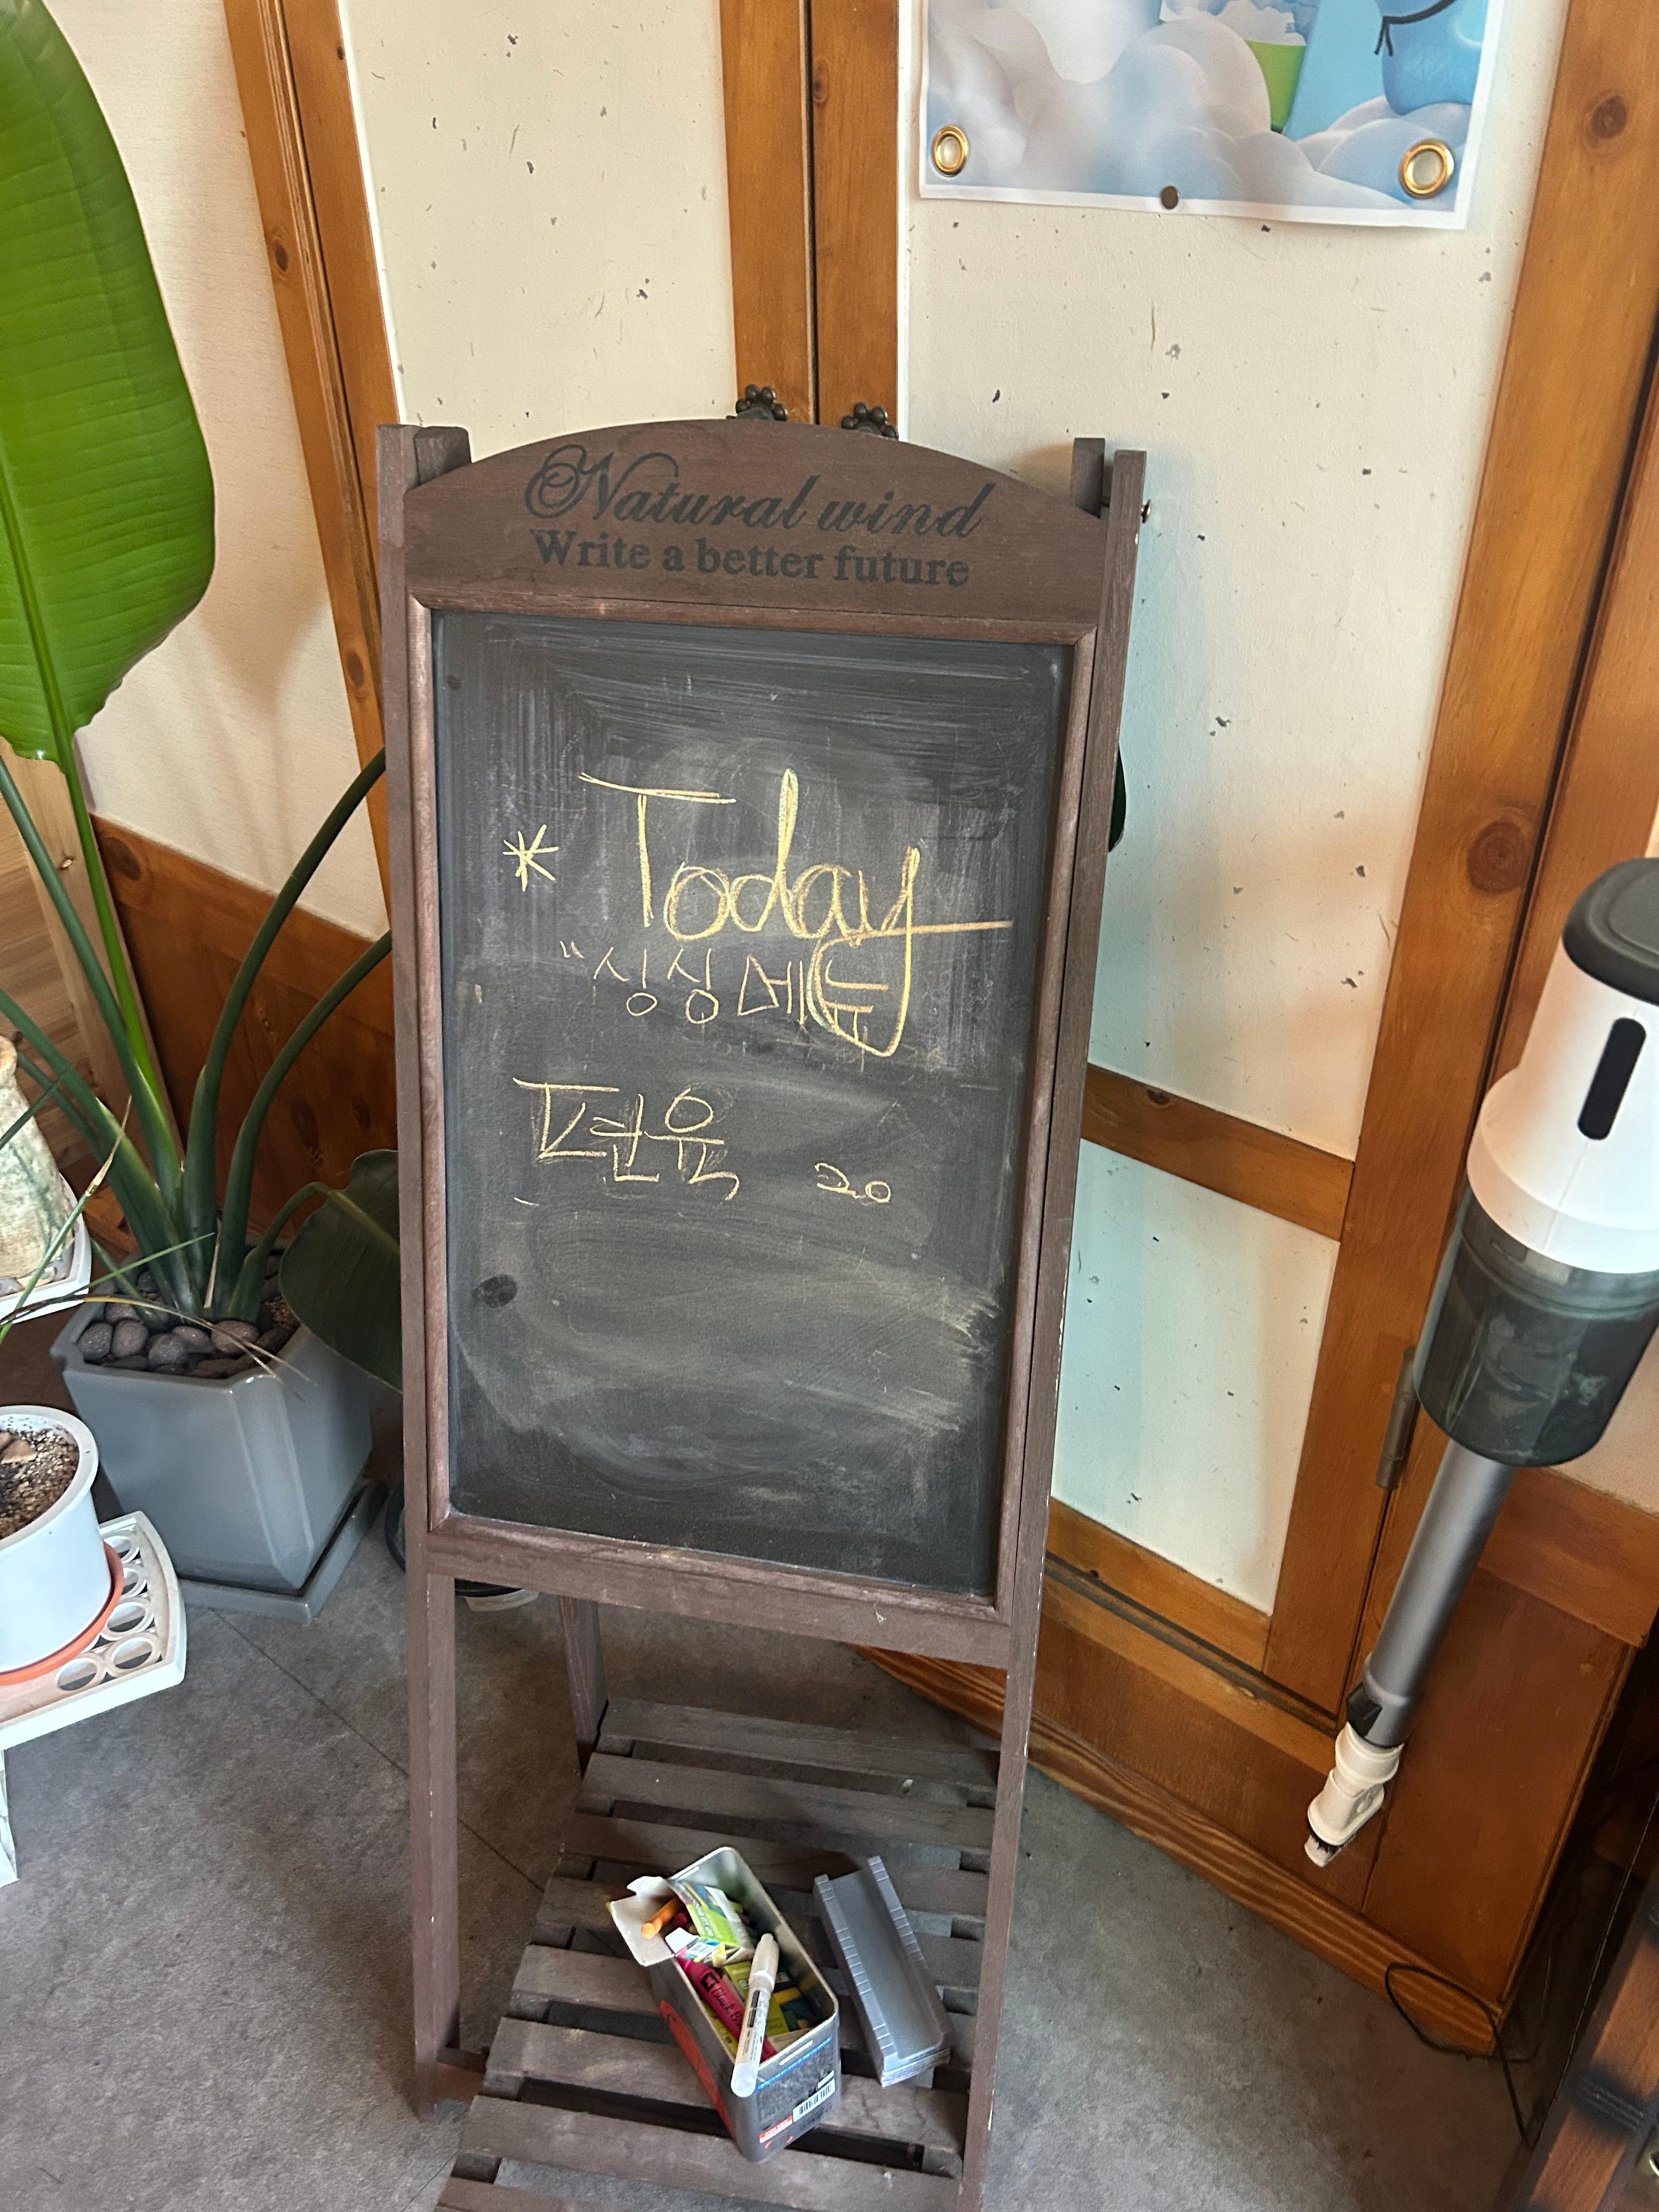 Natural wind
Write a better future
* Today
"싱싱메뉴
편육 20